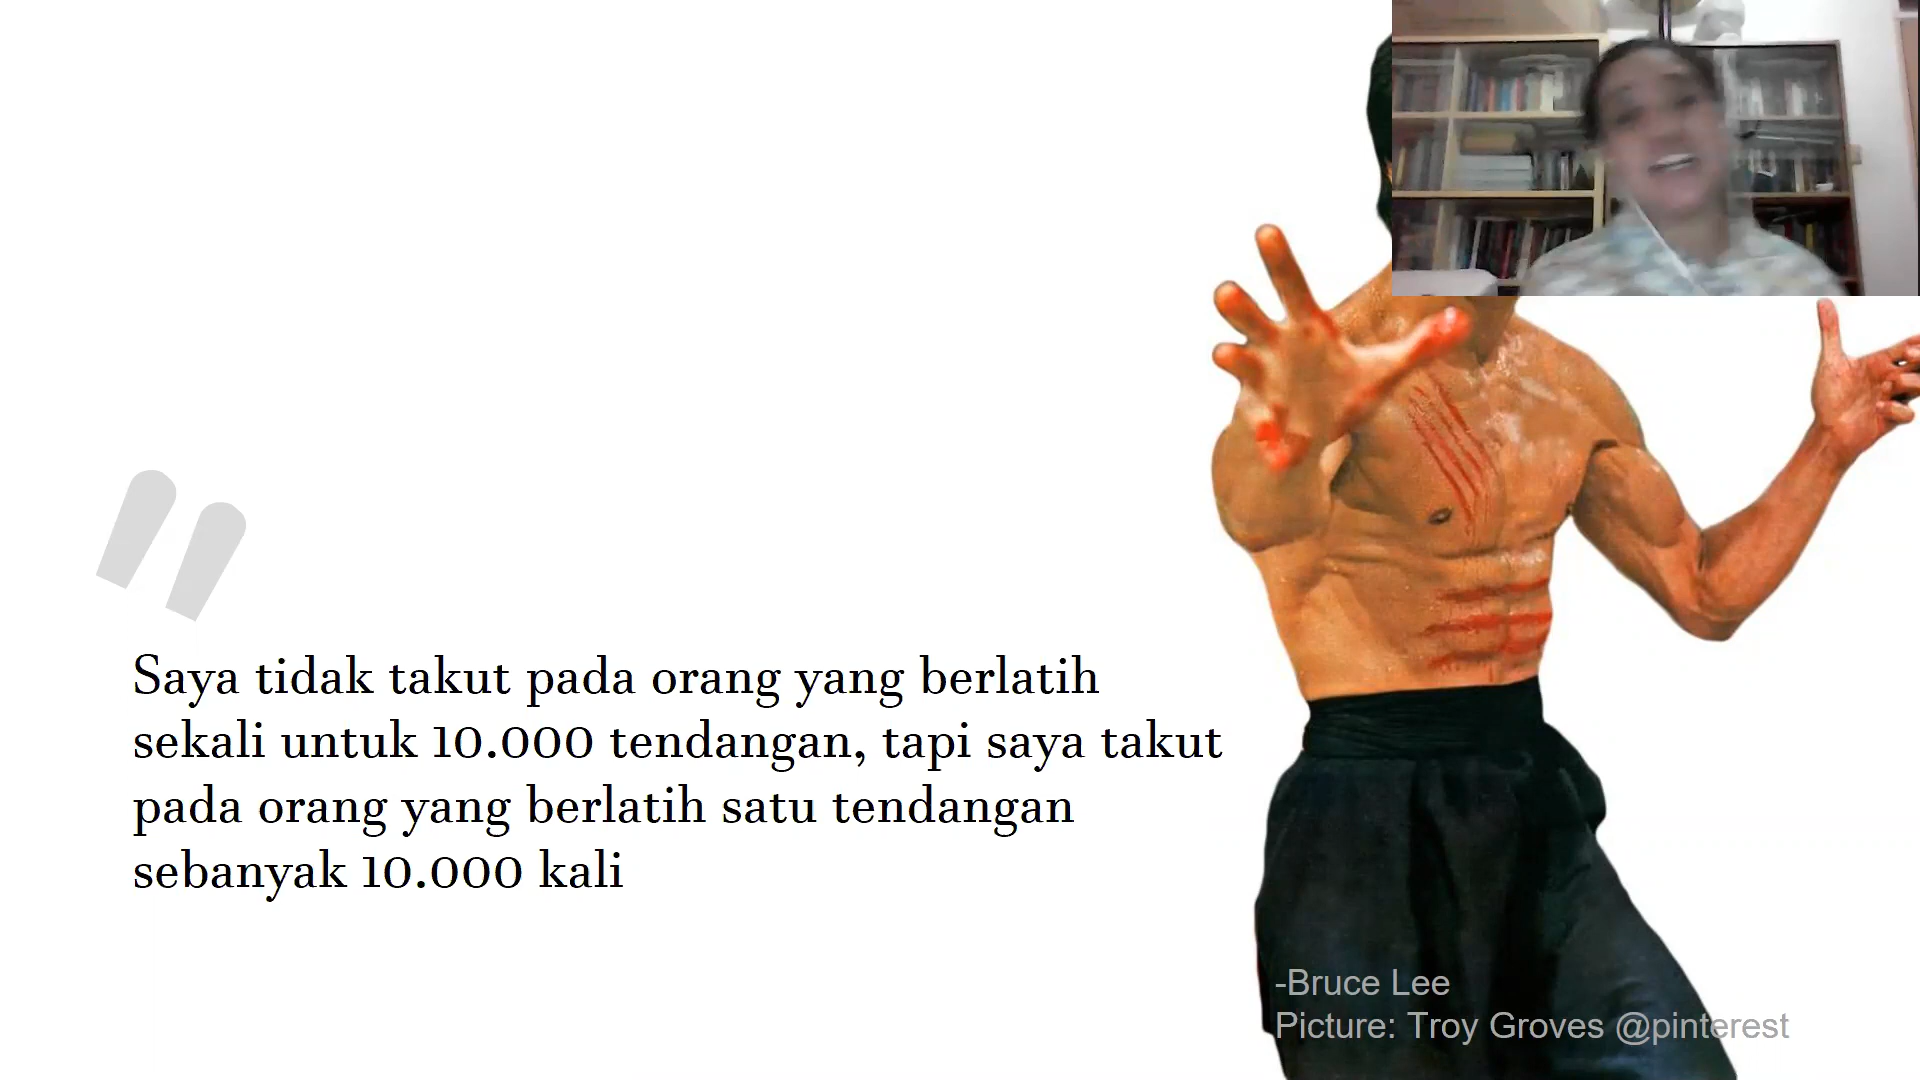 "
Saya tidak takut pada orang yang berlatih
sekali untuk 10.000 tendangan, tapi saya takut
pada orang yang berlatih satu tendangan
sebanyak 10.000 kali
-Bruce Lee
Picture: Troy Groves @pinterest